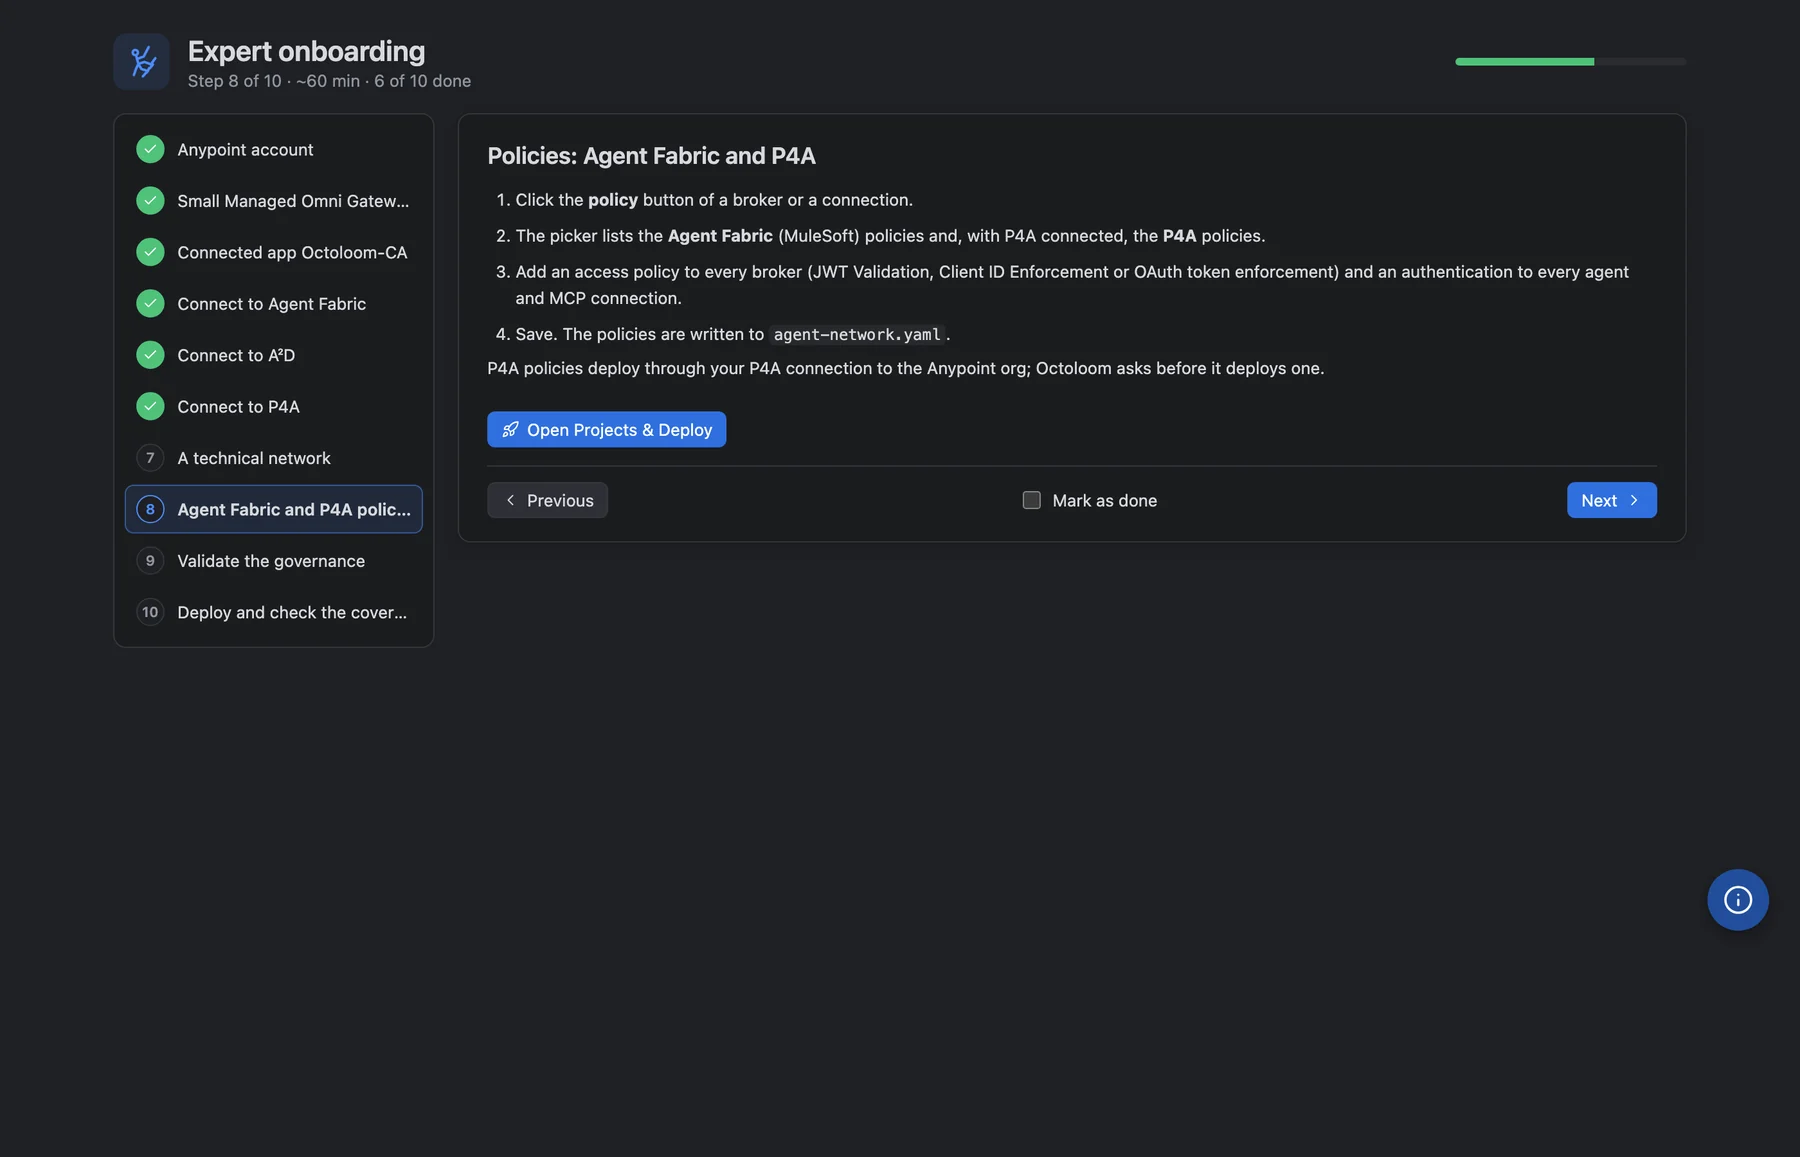 Expert onboarding
Step 8 of 10 · ~60 min · 6 of 10 done
Anypoint account
Small Managed Omni Gatew...
Connected app Octoloom-CA
Connect to Agent Fabric
Connect to A²D
Connect to P4A
7 A technical network
8 Agent Fabric and P4A polic...
9 Validate the governance
10 Deploy and check the cover...
Policies: Agent Fabric and P4A
1. Click the policy button of a broker or a connection.
2. The picker lists the Agent Fabric (MuleSoft) policies and, with P4A connected, the P4A policies.
3. Add an access policy to every broker (JWT Validation, Client ID Enforcement or OAuth token enforcement) and an authentication to every agent
and MCP connection.
4. Save. The policies are written to agent-network.yaml.
P4A policies deploy through your P4A connection to the Anypoint org; Octoloom asks before it deploys one.
Open Projects & Deploy
Previous
Mark as done
Next